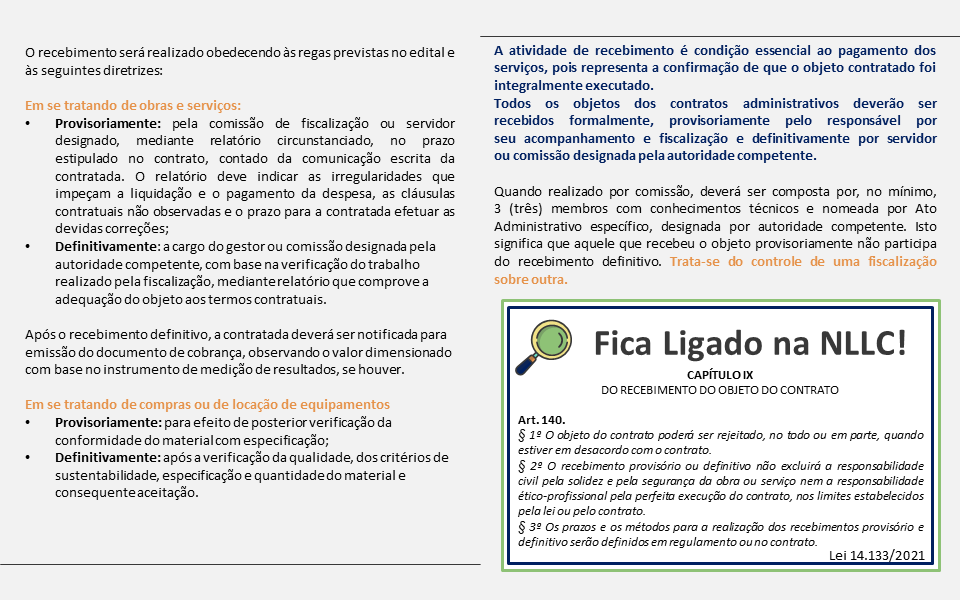 O recebimento será realizado obedecendo às regras previstas no edital e
às seguintes diretrizes:
Em se tratando de obras e serviços:
• Provisoriamente: pela comissão de fiscalização ou servidor
designado, mediante relatório circunstanciado, no prazo
estipulado no contrato, contado da comunicação escrita da
contratada. O relatório deve indicar as irregularidades que
impeçam a liquidação e o pagamento da despesa, as cláusulas
contratuais não observadas e o prazo para a contratada efetuar as
devidas correções;
• Definitivamente: a cargo do gestor ou comissão designada pela
autoridade competente, com base na verificação do trabalho
realizado pela fiscalização, mediante relatório que comprove a
adequação do objeto aos termos contratuais.
Após o recebimento definitivo, a contratada deverá ser notificada para
emissão do documento de cobrança, observando o valor dimensionado
com base no instrumento de medição de resultados, se houver.
Em se tratando de compras ou de locação de equipamentos
• Provisoriamente: para efeito de posterior verificação da
conformidade do material com especificação;
• Definitivamente: após a verificação da qualidade, dos critérios de
sustentabilidade, especificação e quantidade do material e
consequente aceitação.
A atividade de recebimento é condição essencial ao pagamento dos
serviços, pois representa a confirmação de que o objeto contratado foi
integralmente executado.
Todos os objetos dos contratos administrativos deverão ser
recebidos formalmente, provisoriamente pelo responsável por
seu acompanhamento e fiscalização e definitivamente por servidor
ou comissão designada pela autoridade competente.
Quando realizado por comissão, deverá ser composta por, no mínimo,
3 (três) membros com conhecimentos técnicos e nomeada por Ato
Administrativo específico, designada por autoridade competente. Isto
significa que aquele que recebeu o objeto provisoriamente não participa
do recebimento definitivo. Trata-se do controle de uma fiscalização
sobre outra.
Fica Ligado na NLLC!
CAPÍTULO IX
DO RECEBIMENTO DO OBJETO DO CONTRATO
Art. 140.
§ 1º O objeto do contrato poderá ser rejeitado, no todo ou em parte, quando
estiver em desacordo com o contrato.
§ 2º O recebimento provisório ou definitivo não excluirá a responsabilidade
civil pela solidez e pela segurança da obra ou serviço nem a responsabilidade
ético-profissional pela perfeita execução do contrato, nos limites estabelecidos
pela lei ou pelo contrato.
§ 3º Os prazos e os métodos para a realização dos recebimentos provisório e
definitivo serão definidos em regulamento ou no contrato.
Lei 14.133/2021